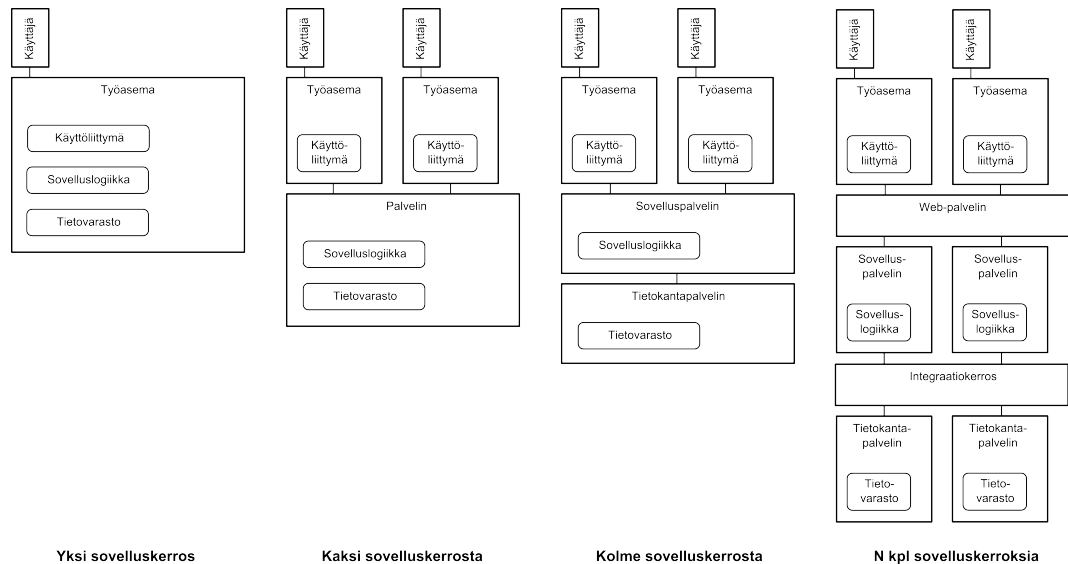 Käyttäjä
Työasema
Käyttöliittymä
Sovelluslogiikka
Tietovarasto
Yksi sovelluskerros
Käyttäjä
Käyttäjä
Työasema
Työasema
Käyttö-
liittymä
Käyttö-
liittymä
Palvelin
Sovelluslogiikka
Tietovarasto
Kaksi sovelluskerrosta
Käyttäjä
Käyttäjä
Työasema
Työasema
Käyttö-
liittymä
Käyttö-
liittymä
Sovelluspalvelin
Sovelluslogiikka
Tietokantapalvelin
Tietovarasto
Kolme sovelluskerrosta
Käyttäjä
Käyttäjä
Työasema
Työasema
Käyttö-
liittymä
Käyttö-
liittymä
Web-palvelin
Sovellus-
palvelin
Sovellus-
logiikka
Sovellus-
palvelin
Sovellus-
logiikka
Integraatiokerros
Tietokanta-
palvelin
Tieto-
varasto
Tietokanta-
palvelin
Tieto-
varasto
N kpl sovelluskerroksia